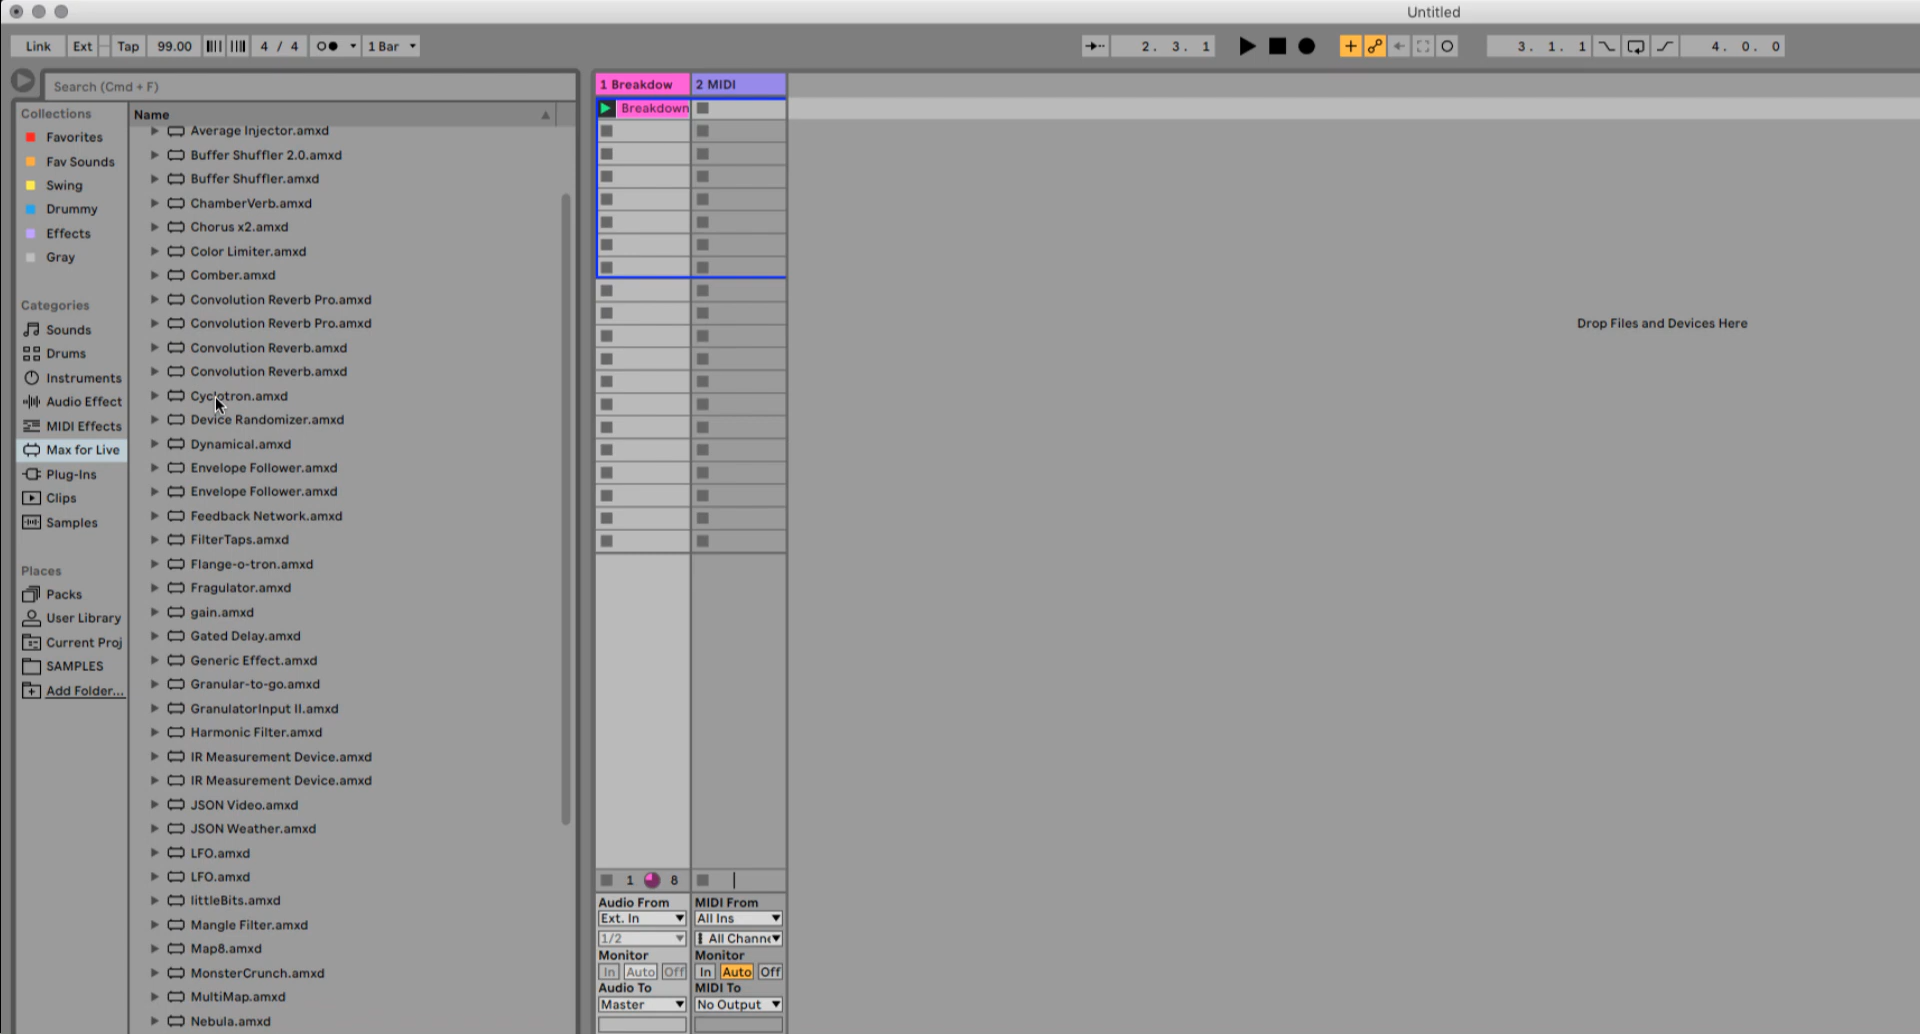 Untitled
Link Ext Tap 99.00 4 / 4 1 Bar 2. 3. 1 3. 1. 1 4. 0. 0
Search (Cmd + F)
Collections
Favorites
Fav Sounds
Swing
Drummy
Effects
Gray
Categories
Sounds
Drums
Instruments
Audio Effect
MIDI Effects
Max for Live
Plug-Ins
Clips
Samples
Places
Packs
User Library
Current Proj
SAMPLES
Add Folder...
Name
Average Injector.amxd
Buffer Shuffler 2.0.amxd
Buffer Shuffler.amxd
ChamberVerb.amxd
Chorus x2.amxd
Color Limiter.amxd
Comber.amxd
Convolution Reverb Pro.amxd
Convolution Reverb Pro.amxd
Convolution Reverb.amxd
Convolution Reverb.amxd
Cyclotron.amxd
Device Randomizer.amxd
Dynamical.amxd
Envelope Follower.amxd
Envelope Follower.amxd
Feedback Network.amxd
FilterTaps.amxd
Flange-o-tron.amxd
Fragulator.amxd
gain.amxd
Gated Delay.amxd
Generic Effect.amxd
Granular-to-go.amxd
GranulatorInput II.amxd
Harmonic Filter.amxd
IR Measurement Device.amxd
IR Measurement Device.amxd
JSON Video.amxd
JSON Weather.amxd
LFO.amxd
LFO.amxd
littleBits.amxd
Mangle Filter.amxd
Map8.amxd
MonsterCrunch.amxd
MultiMap.amxd
Nebula.amxd
1 Breakdow 2 MIDI
Breakdown
Drop Files and Devices Here
1 8
Audio From MIDI From
Ext. In All Ins
1/2 All Channe
Monitor Monitor
In Auto Off In Auto Off
Audio To MIDI To
Master No Output